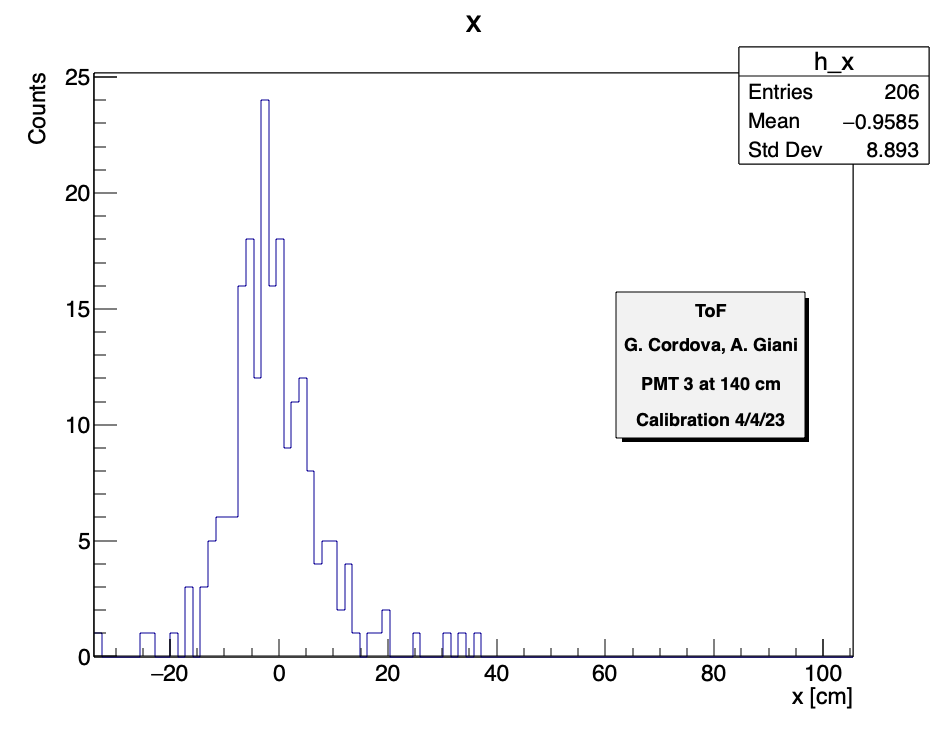 X
h_x
Entries 206
Mean −0.9585
Std Dev 8.893
Counts
25
20
15
10
5
0
ToF
G. Cordova, A. Giani
PMT 3 at 140 cm
Calibration 4/4/23
−20 0 20 40 60 80 100
x [cm]